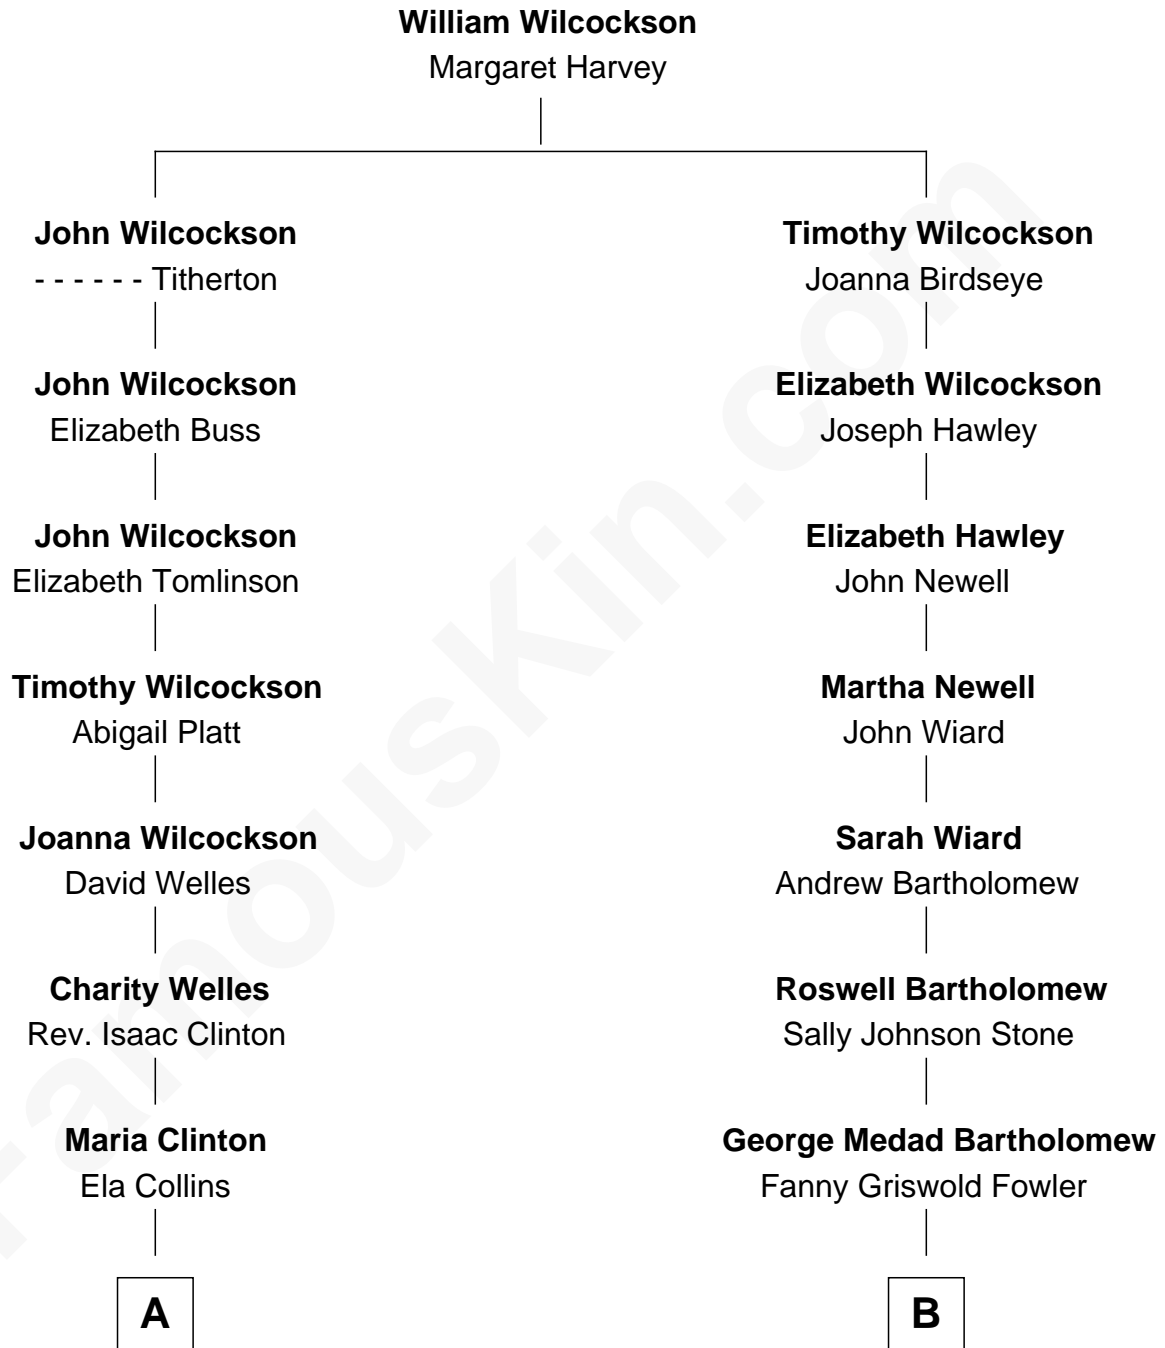 William Wilcockson
Margaret Harvey
John Wilcockson
- - - - - - Titherton
John Wilcockson
Elizabeth Buss
John Wilcockson
Elizabeth Tomlinson
Timothy Wilcockson
Abigail Platt
Joanna Wilcockson
David Welles
Charity Welles
Rev. Isaac Clinton
Maria Clinton
Ela Collins
A
Timothy Wilcockson
Joanna Birdseye
Elizabeth Wilcockson
Joseph Hawley
Elizabeth Hawley
John Newell
Martha Newell
John Wiard
Sarah Wiard
Andrew Bartholomew
Roswell Bartholomew
Sally Johnson Stone
George Medad Bartholomew
Fanny Griswold Fowler
B
FamousKin.com